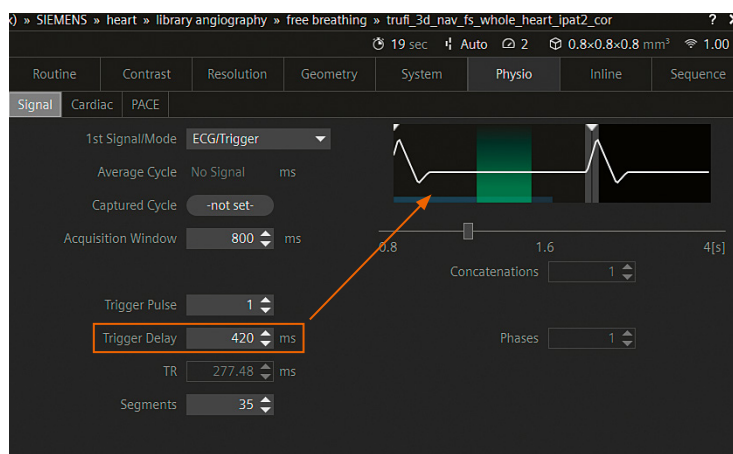 » SIEMENS » heart » library angiography » free breathing » trufi_3d_nav_fs_whole_heart_ipat2_cor ?
19 sec Auto 2 0.8×0.8×0.8 mm³ 1.00
Routine Contrast Resolution Geometry System Physio Inline Sequence
Signal Cardiac PACE
1st Signal/Mode ECG/Trigger
Average Cycle No Signal ms
Captured Cycle -not set-
Acquisition Window 800 ms
0.8 1.6 4[s]
Concatenations 1
Trigger Pulse 1
Trigger Delay 420 ms Phases 1
TR 277.48 ms
Segments 35